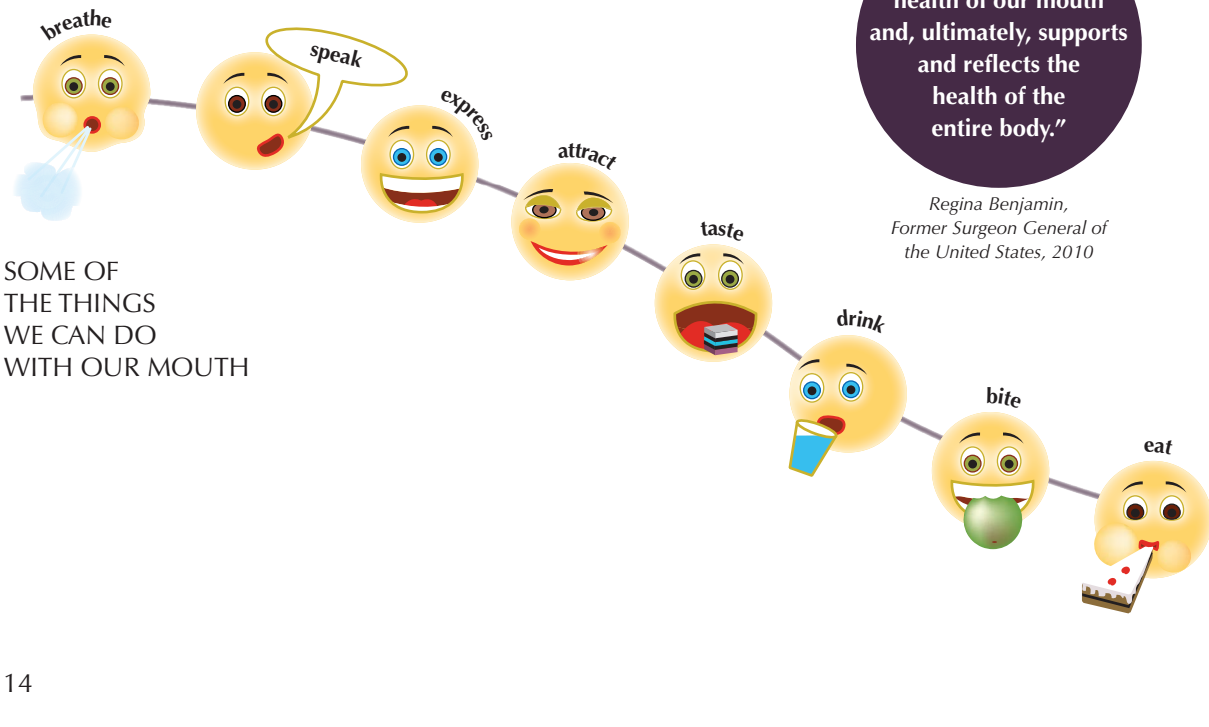 breathe
speak
express
attract
taste
drink
bite
eat
SOME OF
THE THINGS
WE CAN DO
WITH OUR MOUTH
health of our mouth
and, ultimately, supports
and reflects the
health of the
entire body.”
Regina Benjamin,
Former Surgeon General of
the United States, 2010
14